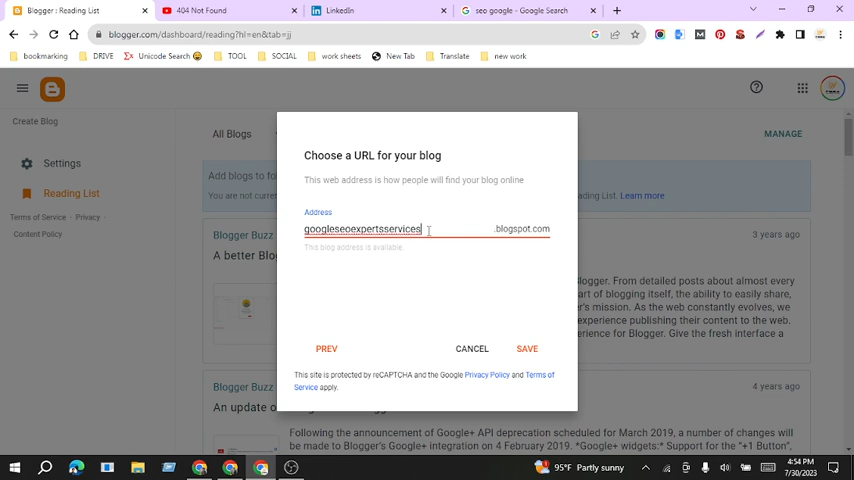 Blogger : Reading List
404 Not Found
LinkedIn
seo google - Google Search
blogger.com/dashboard/reading?hl=en&tab=jj
bookmarking
DRIVE
Unicode Search
TOOL
SOCIAL
work sheets
New Tab
Translate
new work
Create Blog
Settings
Reading List
Terms of Service · Privacy ·
Content Policy
All Blogs
MANAGE
Add blogs to fo
You are not curren
Reading List. Learn more
Blogger Buzz
3 years ago
A better Blog
Blogger. From detailed posts about almost every
art of blogging itself, the ability to easily share,
's mission. As the web constantly evolves, we
experience publishing their content to the web.
erience for Blogger. Give the fresh interface a
Blogger Buzz
4 years ago
An update o
Following the announcement of Google+ API deprecation scheduled for March 2019, a number of changes will
be made to Blogger's Google+ integration on 4 February 2019. *Google+ widgets:* Support for the "+1 Button",
Choose a URL for your blog
This web address is how people will find your blog online
Address
googleseoexpertsservices
.blogspot.com
This blog address is available.
PREV
CANCEL
SAVE
This site is protected by reCAPTCHA and the Google Privacy Policy and Terms of
Service apply.
95°F Partly sunny
4:54 PM
7/30/2023